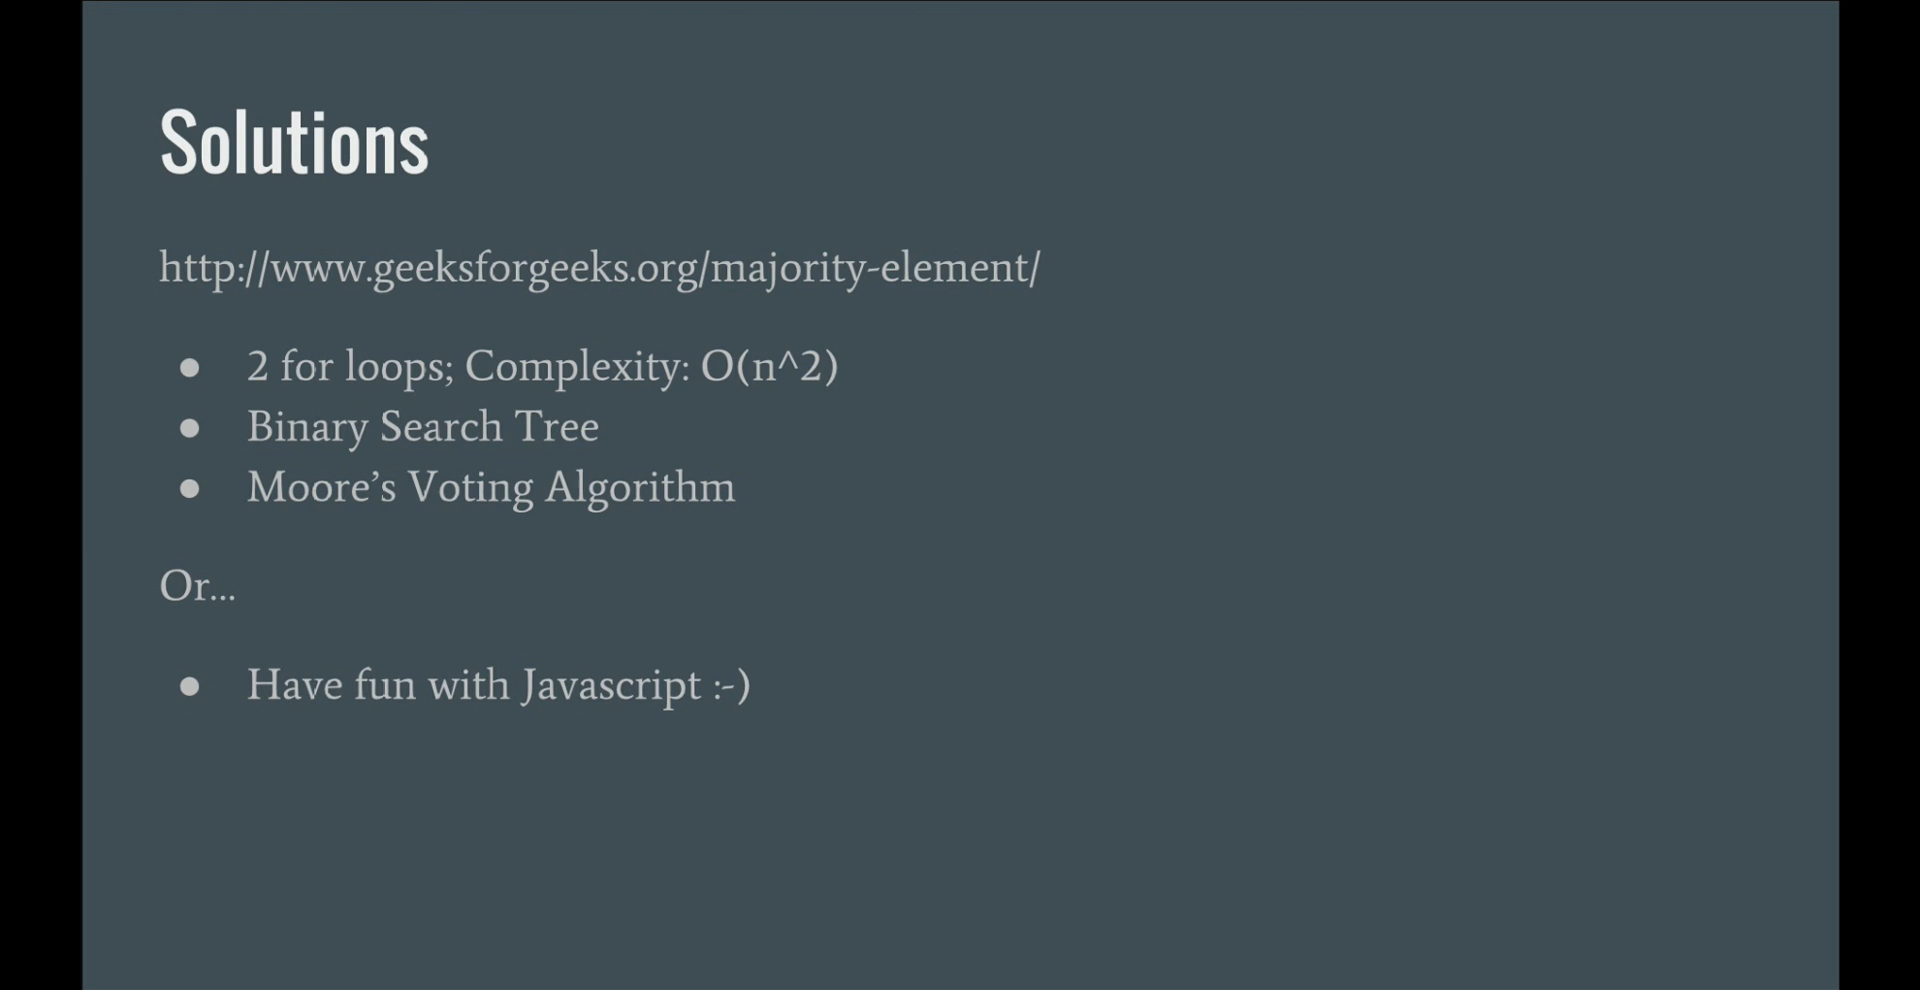 Solutions
http://www.geeksforgeeks.org/majority-element/
● 2 for loops; Complexity: O(n^2)
● Binary Search Tree
● Moore’s Voting Algorithm
Or...
● Have fun with Javascript :-)